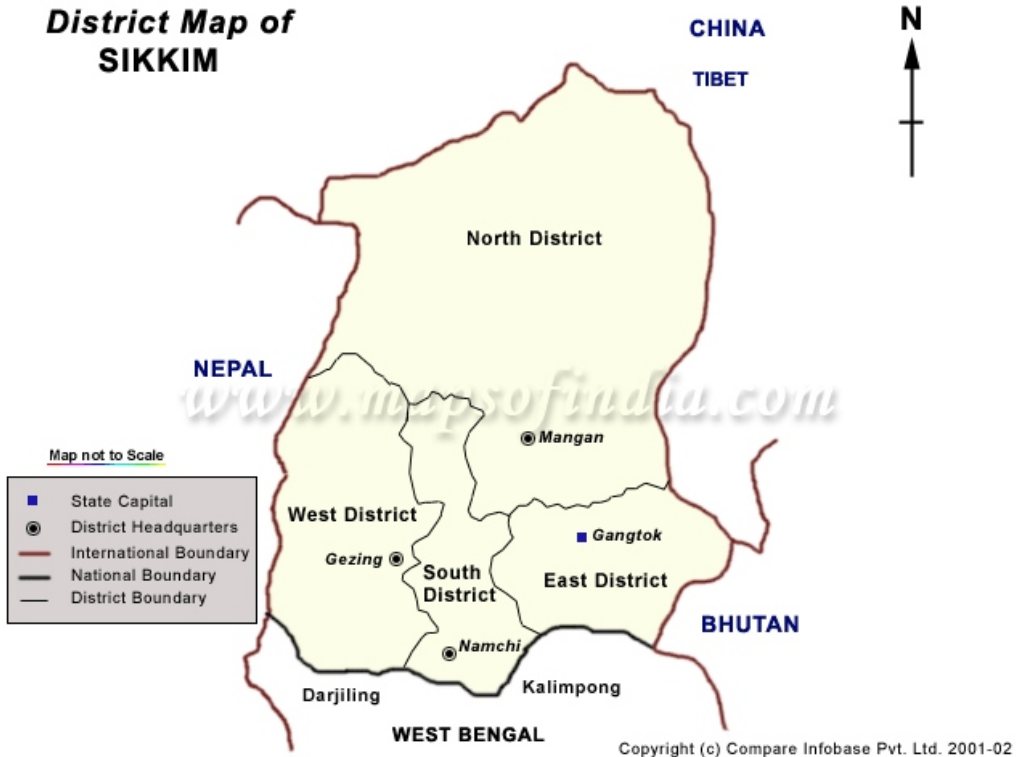 District Map of
SIKKIM
CHINA
TIBET
N
North District
NEPAL
www.mapsofindia.com
Mangan
Map not to Scale
State Capital
District Headquarters
International Boundary
National Boundary
District Boundary
West District
Gezing
Gangtok
South
District
East District
Namchi
BHUTAN
Darjiling
Kalimpong
WEST BENGAL
Copyright (c) Compare Infobase Pvt. Ltd. 2001-02